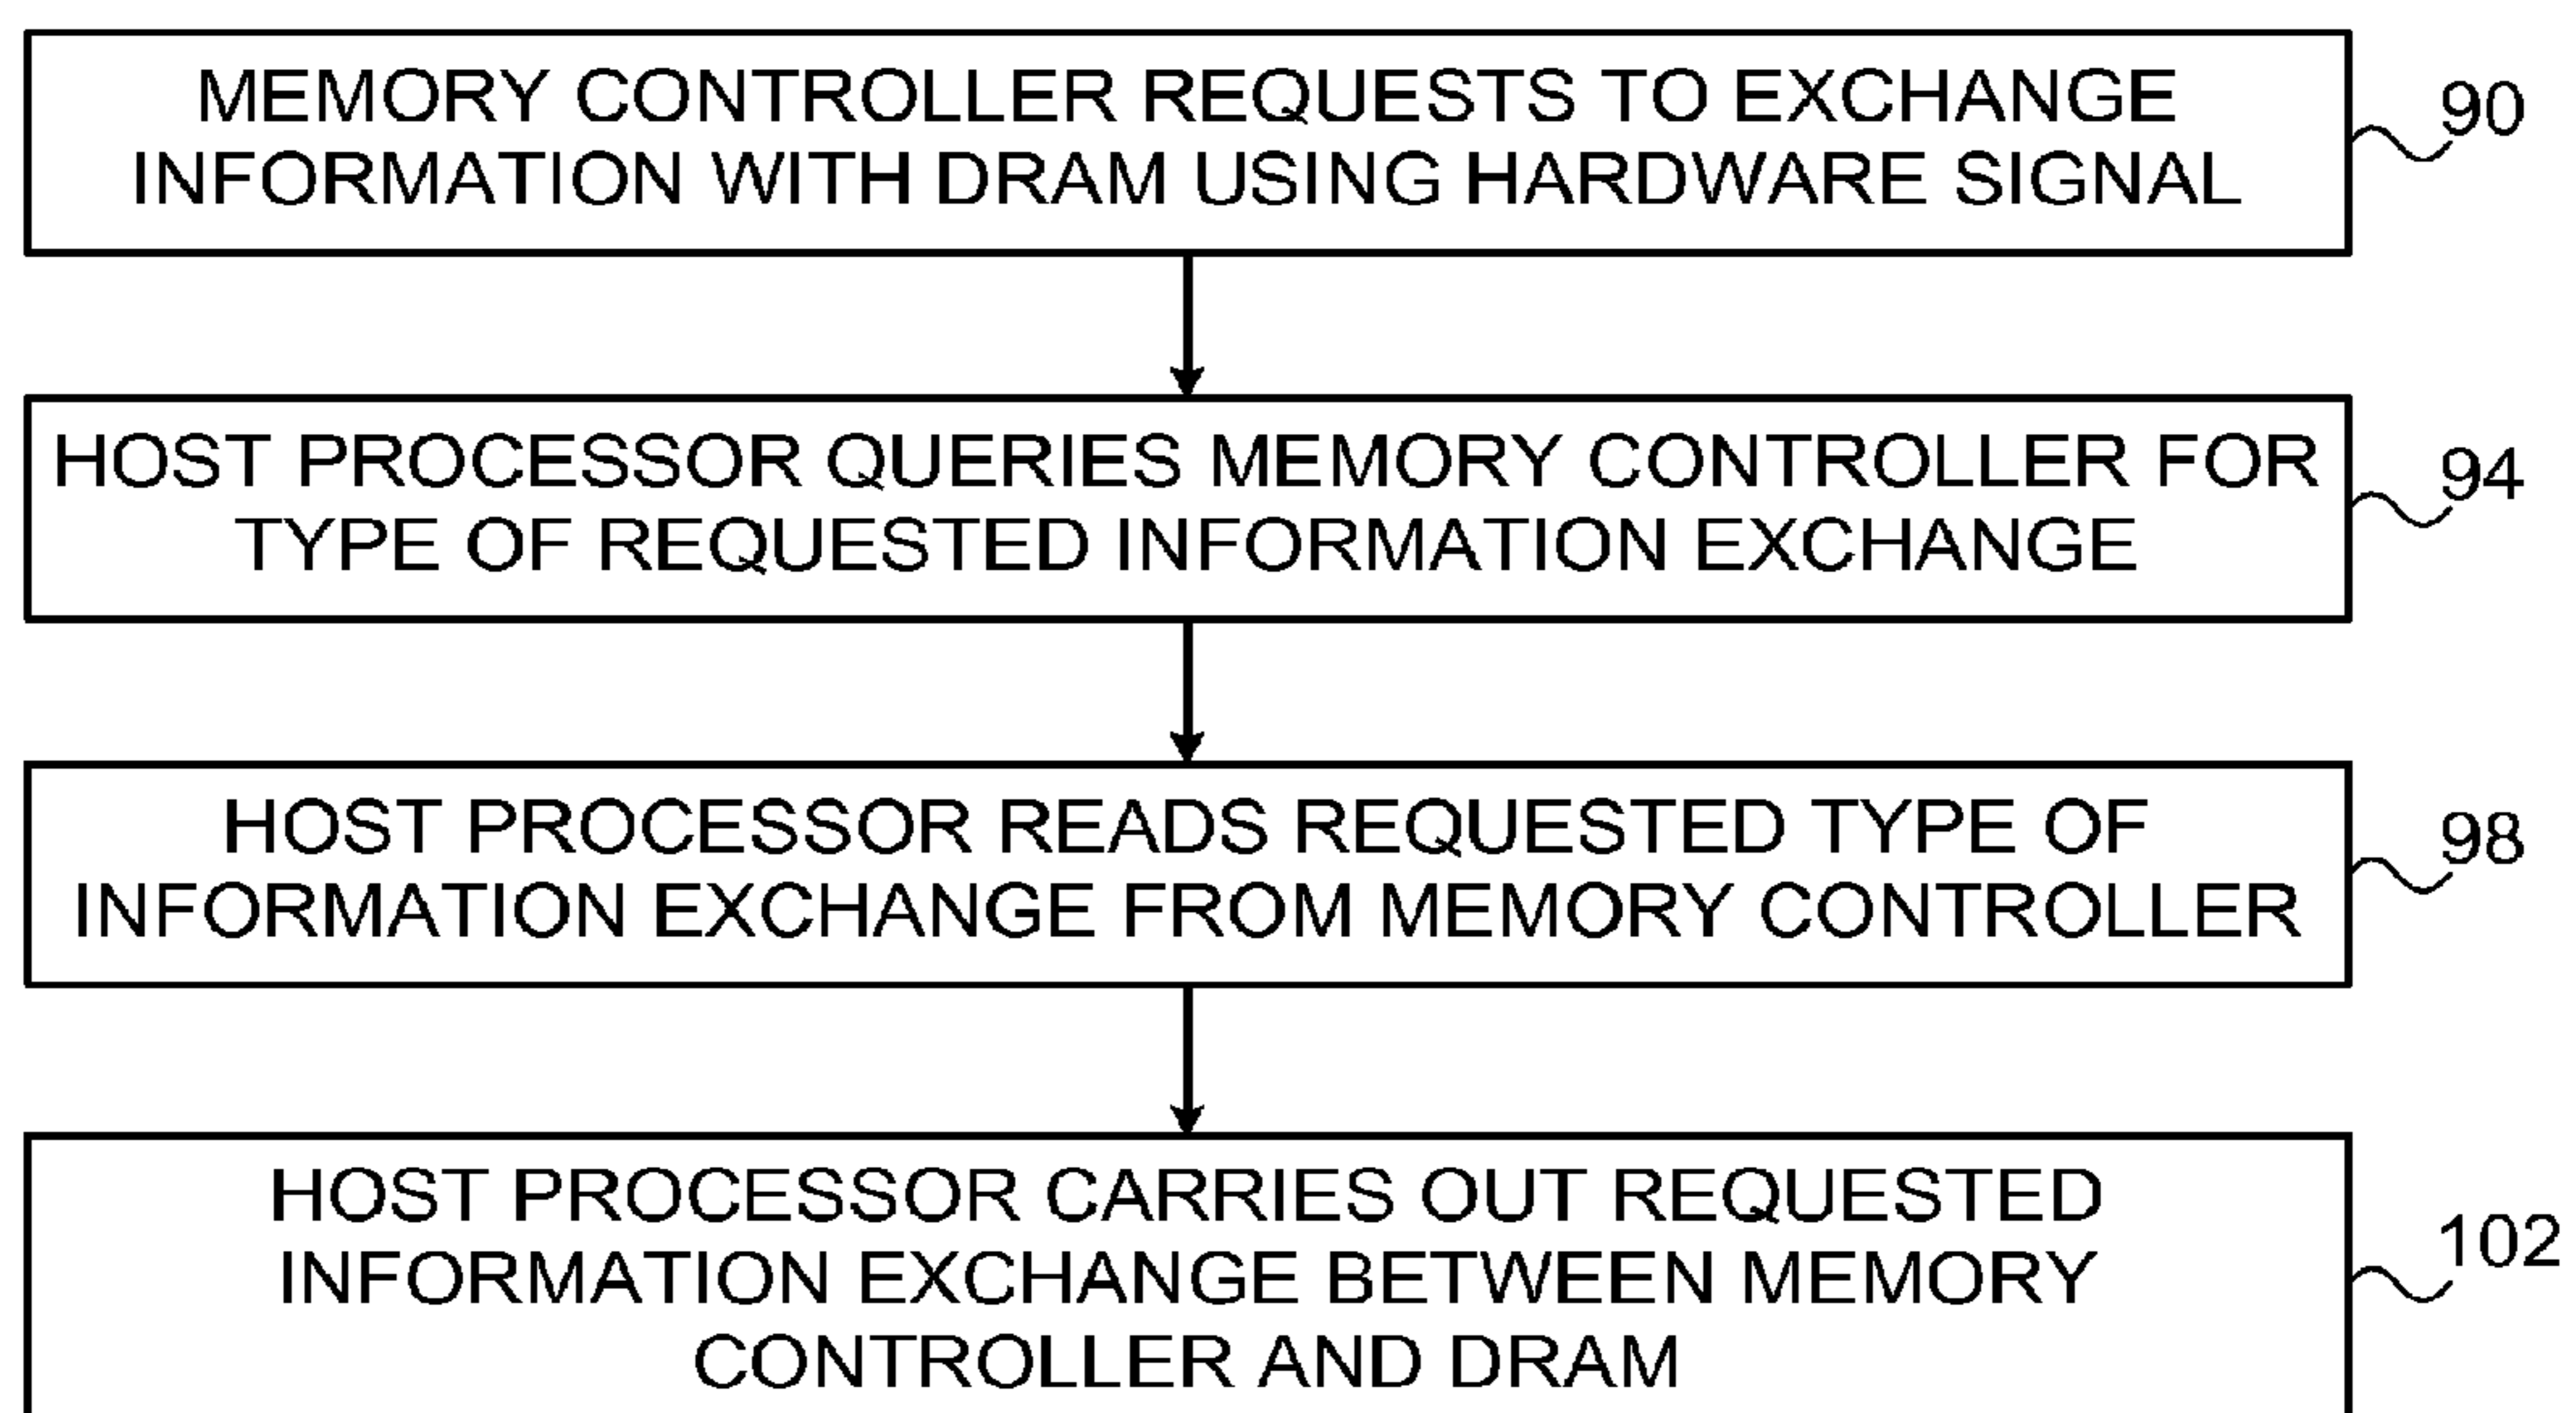 MEMORY CONTROLLER REQUESTS TO EXCHANGE
INFORMATION WITH DRAM USING HARDWARE SIGNAL
90
HOST PROCESSOR QUERIES MEMORY CONTROLLER FOR
TYPE OF REQUESTED INFORMATION EXCHANGE
94
HOST PROCESSOR READS REQUESTED TYPE OF
INFORMATION EXCHANGE FROM MEMORY CONTROLLER
98
HOST PROCESSOR CARRIES OUT REQUESTED
INFORMATION EXCHANGE BETWEEN MEMORY
CONTROLLER AND DRAM
102